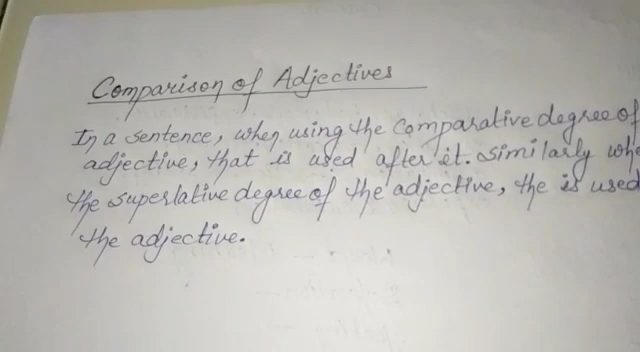 Comparison of Adjectives
In a sentence, when using the comparative degree of
adjective, that is used after it. Similarly whe
the superlative degree of the adjective, the is used
the adjective.